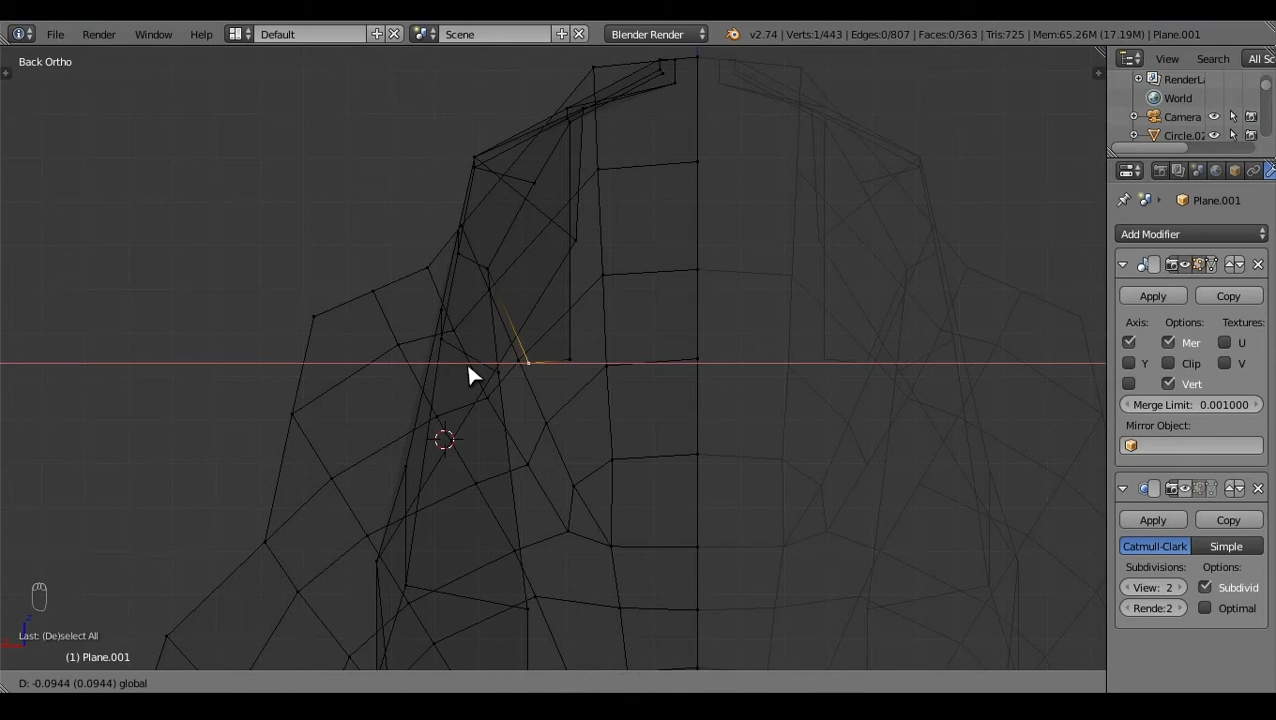 File Render Window Help Default Scene Blender Render v2.74 | Verts:1/443 | Edges:0/807 | Faces:0/363 | Tris:725 | Mem:65.26M (17.19M) | Plane.001
Back Ortho
View Search All Sc
RenderLa
World
Camera
Circle.02
Plane.001
Add Modifier
Apply Copy
Axis: Options: Textures:
Mer U
Y Clip V
Vert
Merge Limit: 0.001000
Mirror Object:
Apply Copy
Catmull-Clark Simple
Subdivisions: Options:
View: 2 Subdivid
Rende:2 Optimal
z
Last: (De)select All
(1) Plane.001
D: -0.0944 (0.0944) global